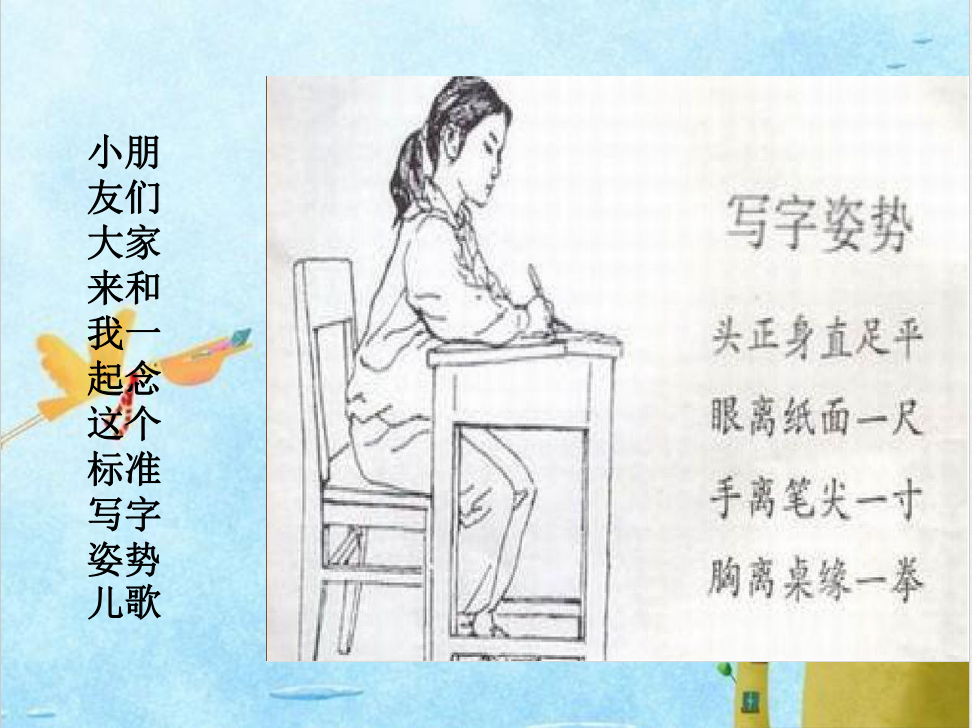 小朋
友们
大家
来和
我一
起念
这个
标准
写字
姿势
儿歌
写字姿势
头正身直足平
眼离纸面一尺
手离笔尖一寸
胸离桌缘一拳